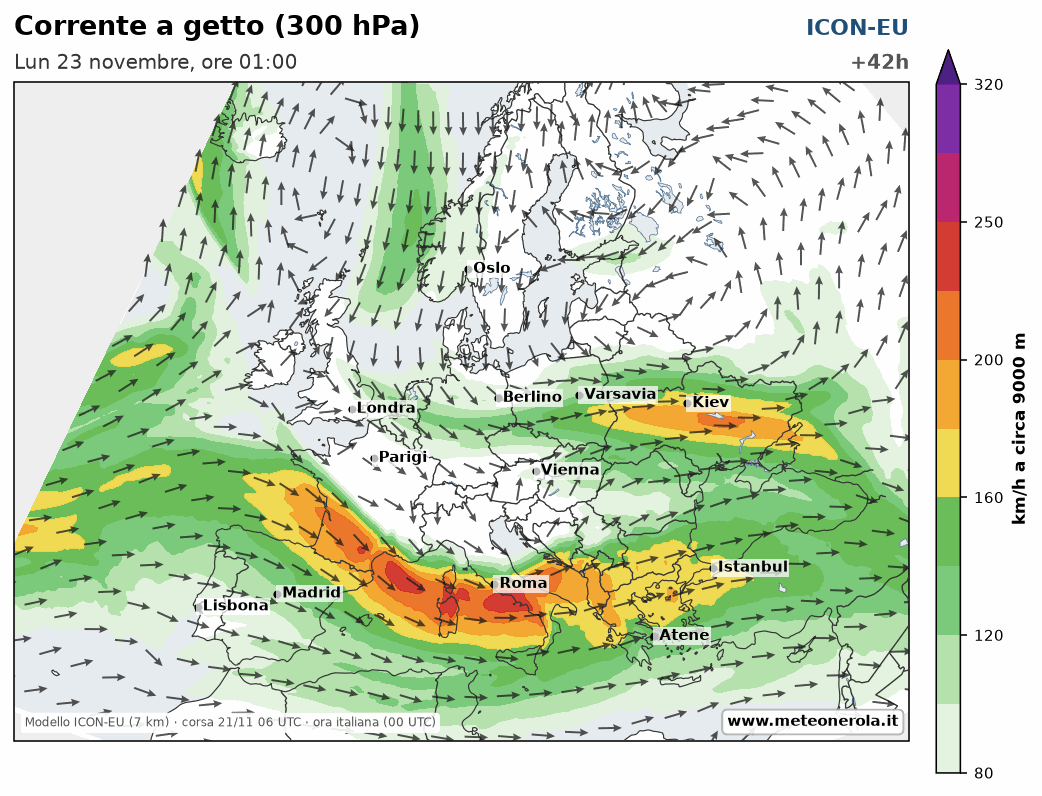 Corrente a getto (300 hPa)
ICON-EU
Lun 23 novembre, ore 01:00
+42h
320
250
200
160
120
80
km/h a circa 9000 m
Oslo
Londra
Berlino
Varsavia
Kiev
Parigi
Vienna
Istanbul
Roma
Madrid
Lisbona
Atene
Modello ICON-EU (7 km) · corsa 21/11 06 UTC · ora italiana (00 UTC)
www.meteonerola.it